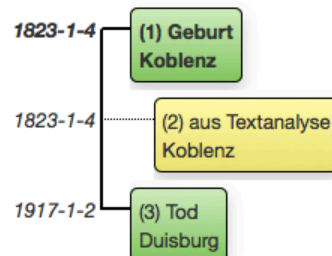 1823-1-4
(1) Geburt
Koblenz
1823-1-4
(2) aus Textanalyse
Koblenz
1917-1-2
(3) Tod
Duisburg